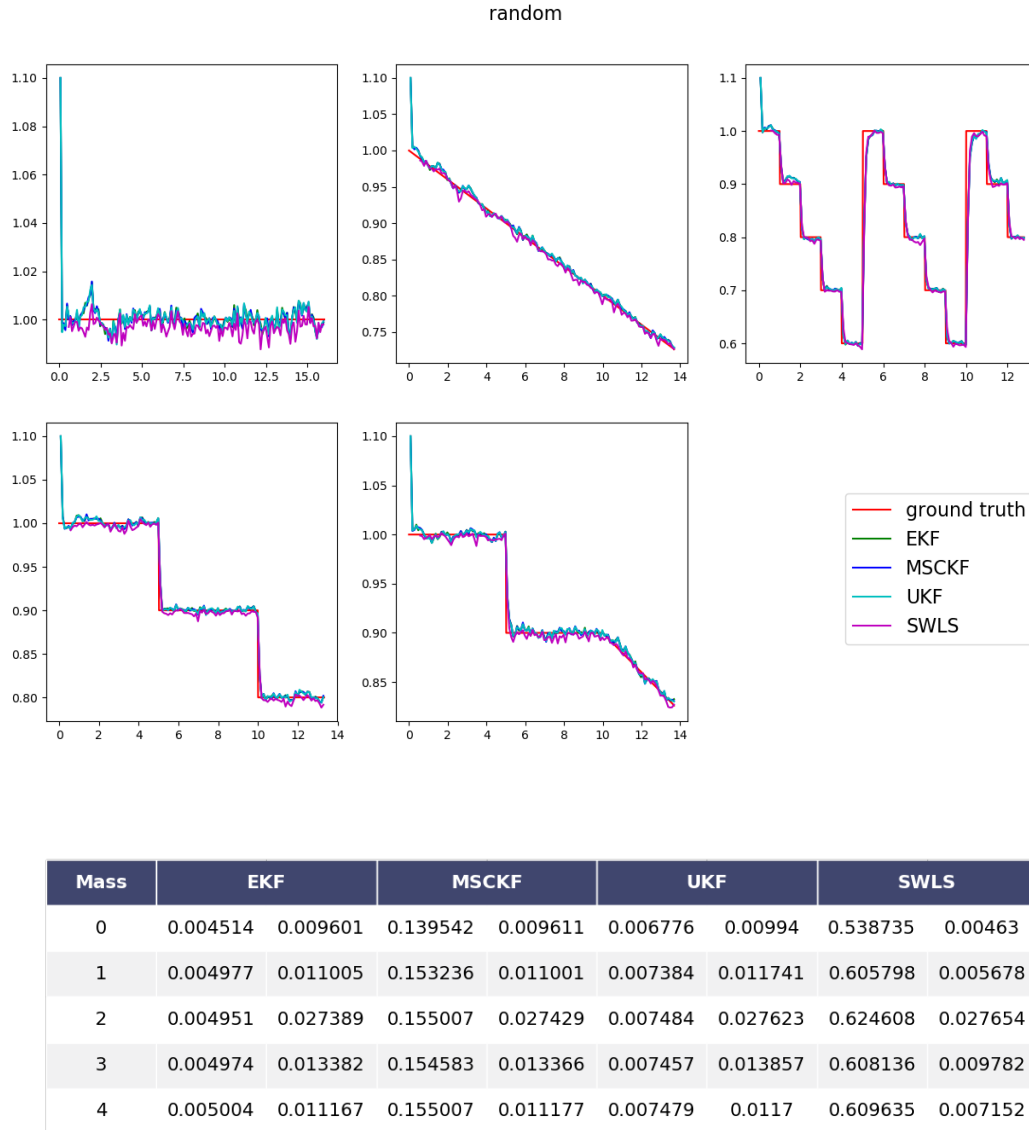 random
1.10
1.08
1.06
1.04
1.02
1.00
0.0 2.5 5.0 7.5 10.0 12.5 15.0
1.10
1.05
1.00
0.95
0.90
0.85
0.80
0.75
0 2 4 6 8 10 12 14
1.1
1.0
0.9
0.8
0.7
0.6
0 2 4 6 8 10 12
1.10
1.05
1.00
0.95
0.90
0.85
0.80
0 2 4 6 8 10 12 14
1.10
1.05
1.00
0.95
0.90
0.85
0 2 4 6 8 10 12 14
ground truth
EKF
MSCKF
UKF
SWLS
Mass EKF MSCKF UKF SWLS
0 0.004514 0.009601 0.139542 0.009611 0.006776 0.00994 0.538735 0.00463
1 0.004977 0.011005 0.153236 0.011001 0.007384 0.011741 0.605798 0.005678
2 0.004951 0.027389 0.155007 0.027429 0.007484 0.027623 0.624608 0.027654
3 0.004974 0.013382 0.154583 0.013366 0.007457 0.013857 0.608136 0.009782
4 0.005004 0.011167 0.155007 0.011177 0.007479 0.0117 0.609635 0.007152